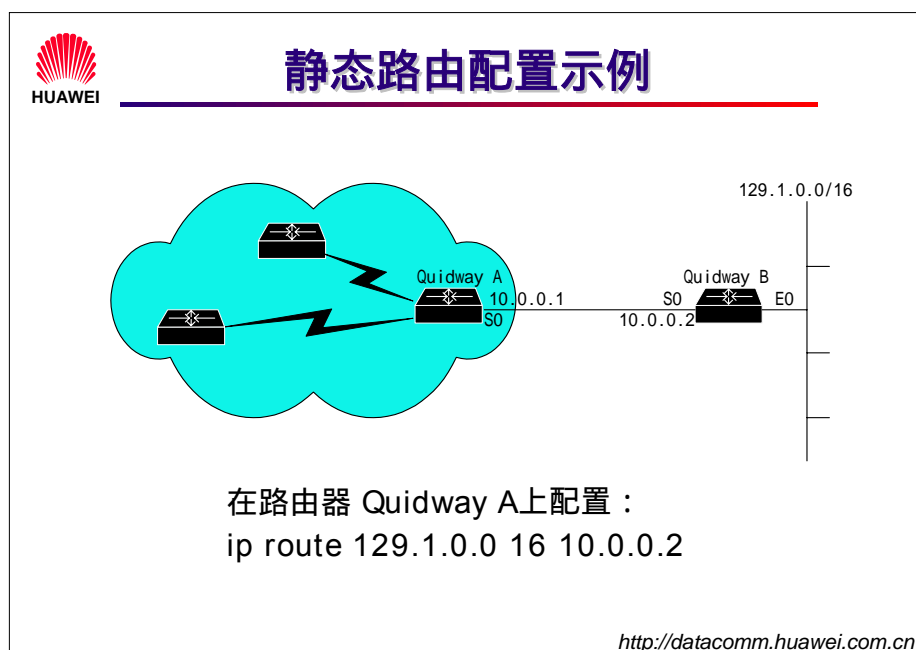 HUAWEI
静态路由配置示例
129.1.0.0/16
Quidway A
Quidway B
10.0.0.1
S0
S0
E0
10.0.0.2
在路由器 Quidway A上配置：
ip route 129.1.0.0 16 10.0.0.2
http://datacomm.huawei.com.cn